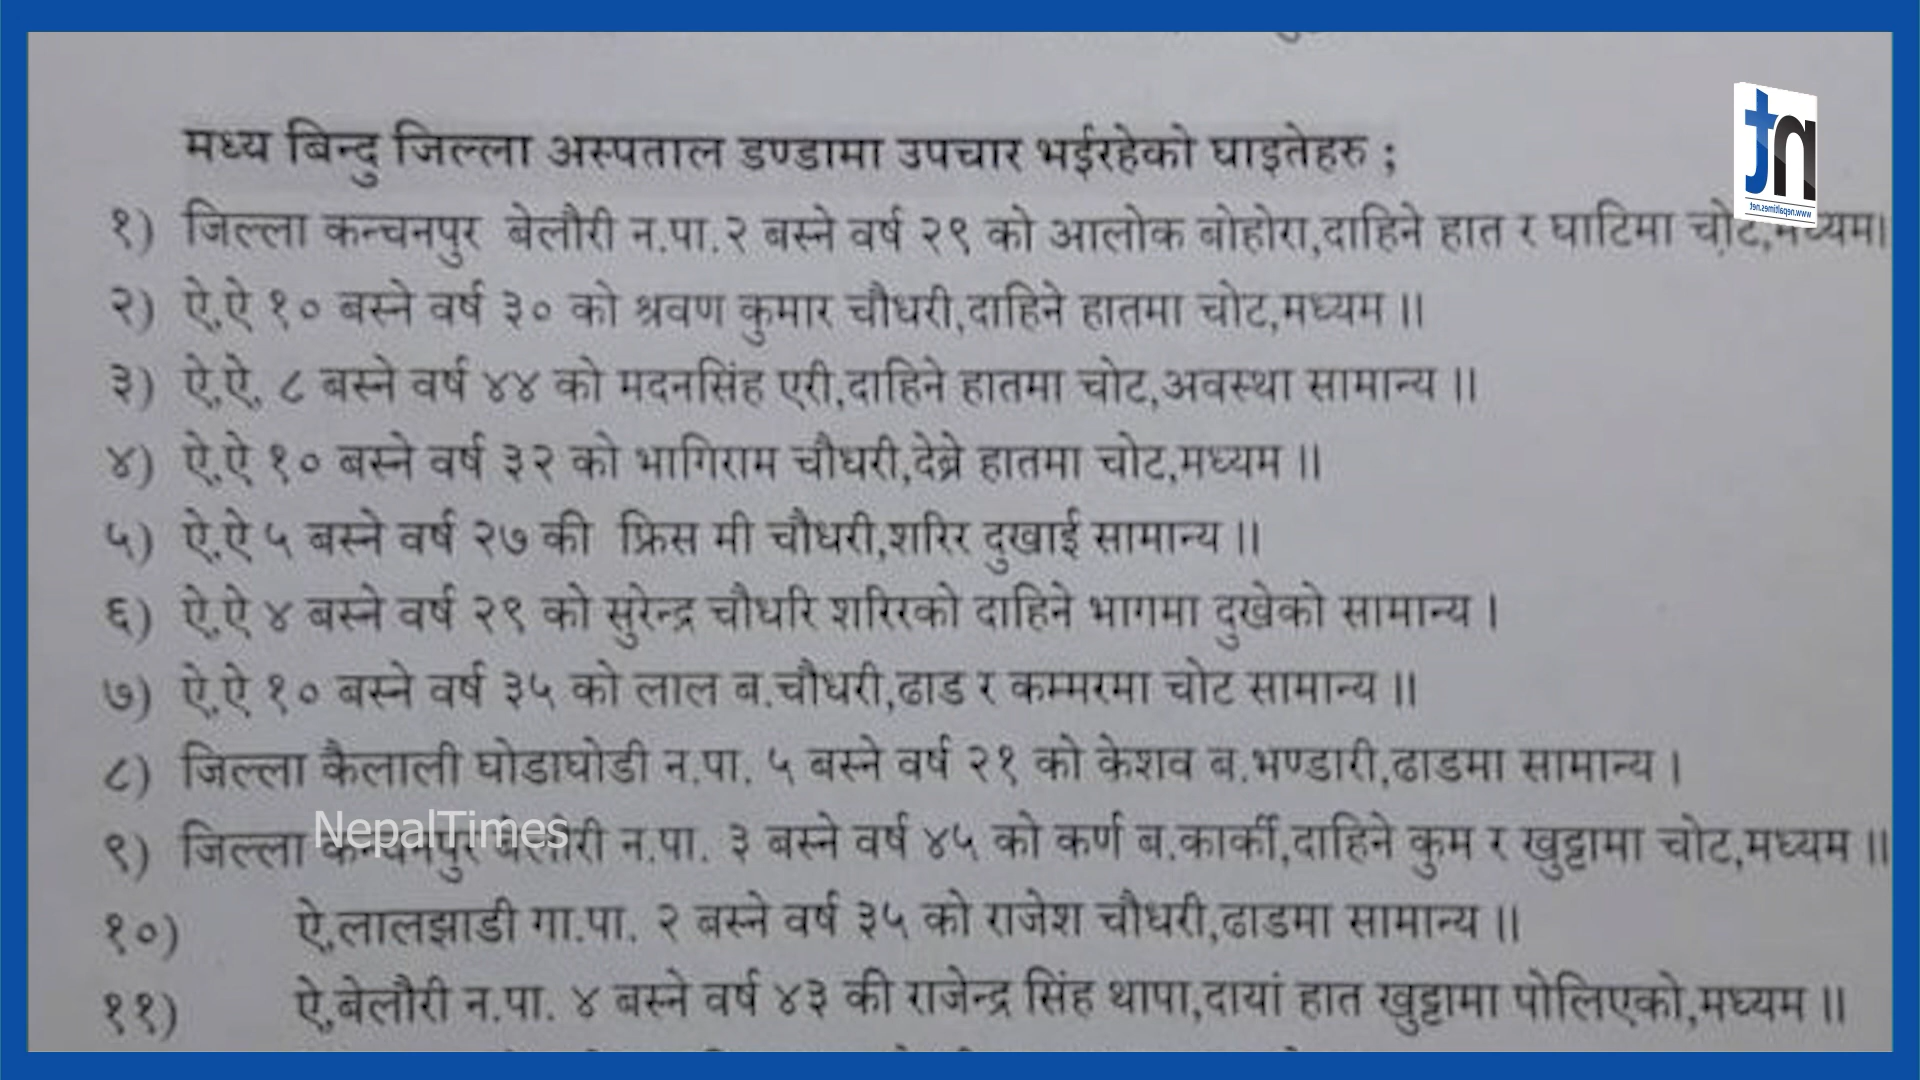 मध्य बिन्दु जिल्ला अस्पताल डण्डामा उपचार भईरहेको घाइतेहरु ;
१) जिल्ला कन्चनपुर बेलौरी न.पा.२ बस्ने वर्ष २९ को आलोक बोहोरा,दाहिने हात र घाटिमा चोट,मध्यम।
२) ऐ.ऐ १० बस्ने वर्ष ३० को श्रवण कुमार चौधरी,दाहिने हातमा चोट,मध्यम ।।
३) ऐ.ऐ. ८ बस्ने वर्ष ४४ को मदनसिंह एरी,दाहिने हातमा चोट,अवस्था सामान्य ।।
४) ऐ.ऐ १० बस्ने वर्ष ३२ को भागिराम चौधरी,देब्रे हातमा चोट,मध्यम ।।
५) ऐ.ऐ ५ बस्ने वर्ष २७ की फ्रिस मी चौधरी,शरिर दुखाई सामान्य ।।
६) ऐ.ऐ ४ बस्ने वर्ष २९ को सुरेन्द्र चौधरि शरिरको दाहिने भागमा दुखेको सामान्य ।
७) ऐ.ऐ १० बस्ने वर्ष ३५ को लाल ब.चौधरी,ढाड र कम्मरमा चोट सामान्य ।।
८) जिल्ला कैलाली घोडाघोडी न.पा. ५ बस्ने वर्ष २१ को केशव ब.भण्डारी,ढाडमा सामान्य ।
९) जिल्ला कन्चनपुर बेलौरी न.पा. ३ बस्ने वर्ष ४५ को कर्ण ब.कार्की,दाहिने कुम र खुट्टामा चोट,मध्यम ।।
NepalTimes
१०) ऐ.लालझाडी गा.पा. २ बस्ने वर्ष ३५ को राजेश चौधरी,ढाडमा सामान्य ।।
११) ऐ.बेलौरी न.पा. ४ बस्ने वर्ष ४३ की राजेन्द्र सिंह थापा,दायां हात खुट्टामा पोलिएको,मध्यम ।।